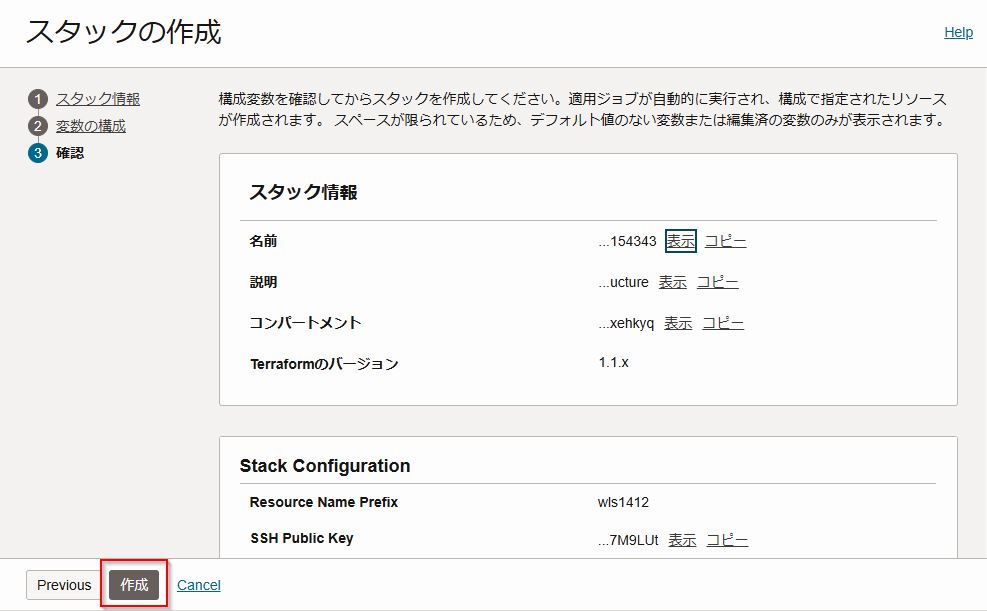 スタックの作成
Help
1 スタック情報
2 変数の構成
3 確認
構成変数を確認してからスタックを作成してください。適用ジョブが自動的に実行され、構成で指定されたリソース
が作成されます。 スペースが限られているため、デフォルト値のない変数または編集済の変数のみが表示されます。
スタック情報
名前 ...154343 表示 コピー
説明 ...ucture 表示 コピー
コンパートメント ...xehkyq 表示 コピー
Terraformのバージョン 1.1.x
Stack Configuration
Resource Name Prefix wls1412
SSH Public Key ...7M9LUt 表示 コピー
Previous 作成 Cancel